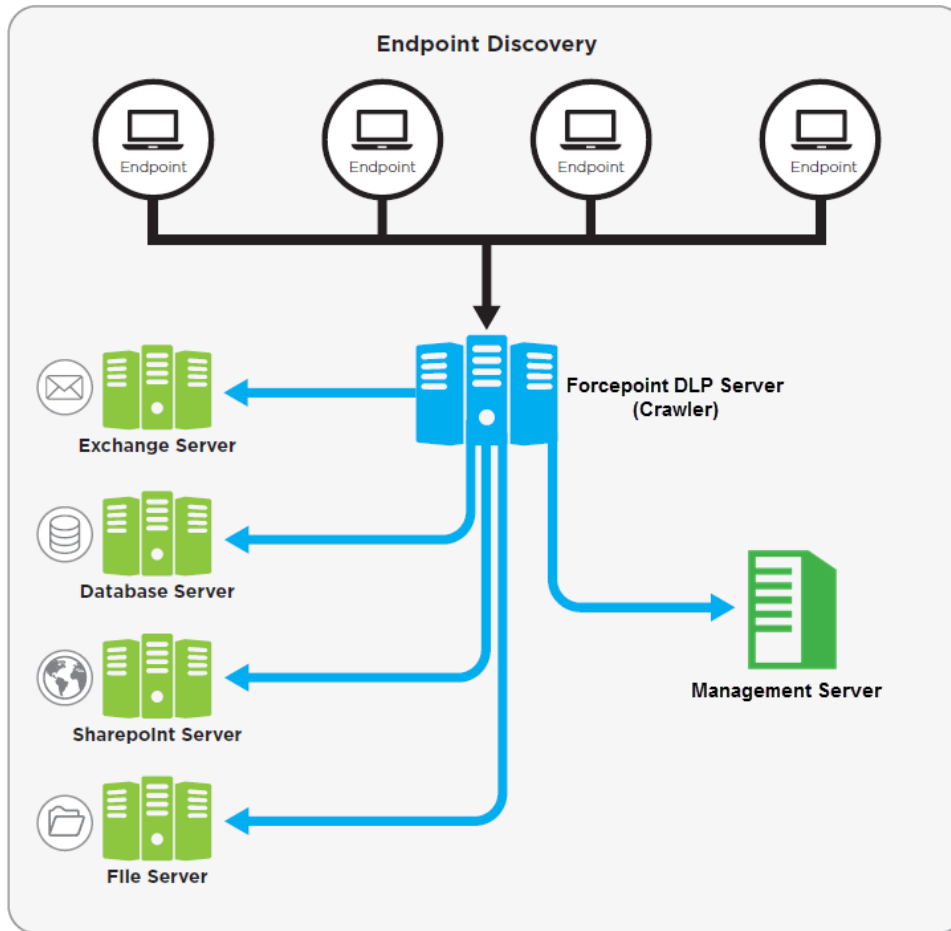 Endpoint Discovery
Endpoint
Endpoint
Endpoint
Endpoint
Forcepoint DLP Server
(Crawler)
Exchange Server
Database Server
Management Server
Sharepoint Server
File Server